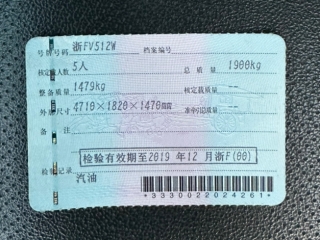 号牌号码 浙FV512W 档案编号
核定载人数 5人 总质量 1900kg
整备质量 1479kg 核定载质量 --
外廓尺寸 4710×1820×1470mm 准牵引总质量 --
备注
检验有效期至2019年12月浙F(00)
检验记录 汽油
*3330022024261*